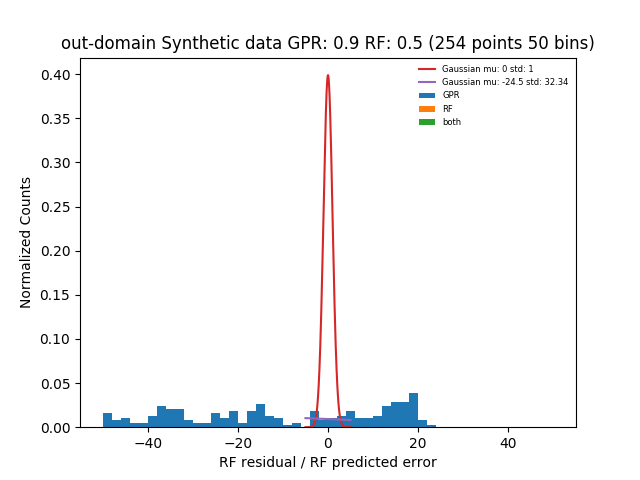 out-domain Synthetic data GPR: 0.9 RF: 0.5 (254 points 50 bins)
Gaussian mu: 0 std: 1
Gaussian mu: -24.5 std: 32.34
GPR
RF
both
0.40
0.35
0.30
0.25
0.20
0.15
0.10
0.05
0.00
Normalized Counts
−40
−20
0
20
40
RF residual / RF predicted error